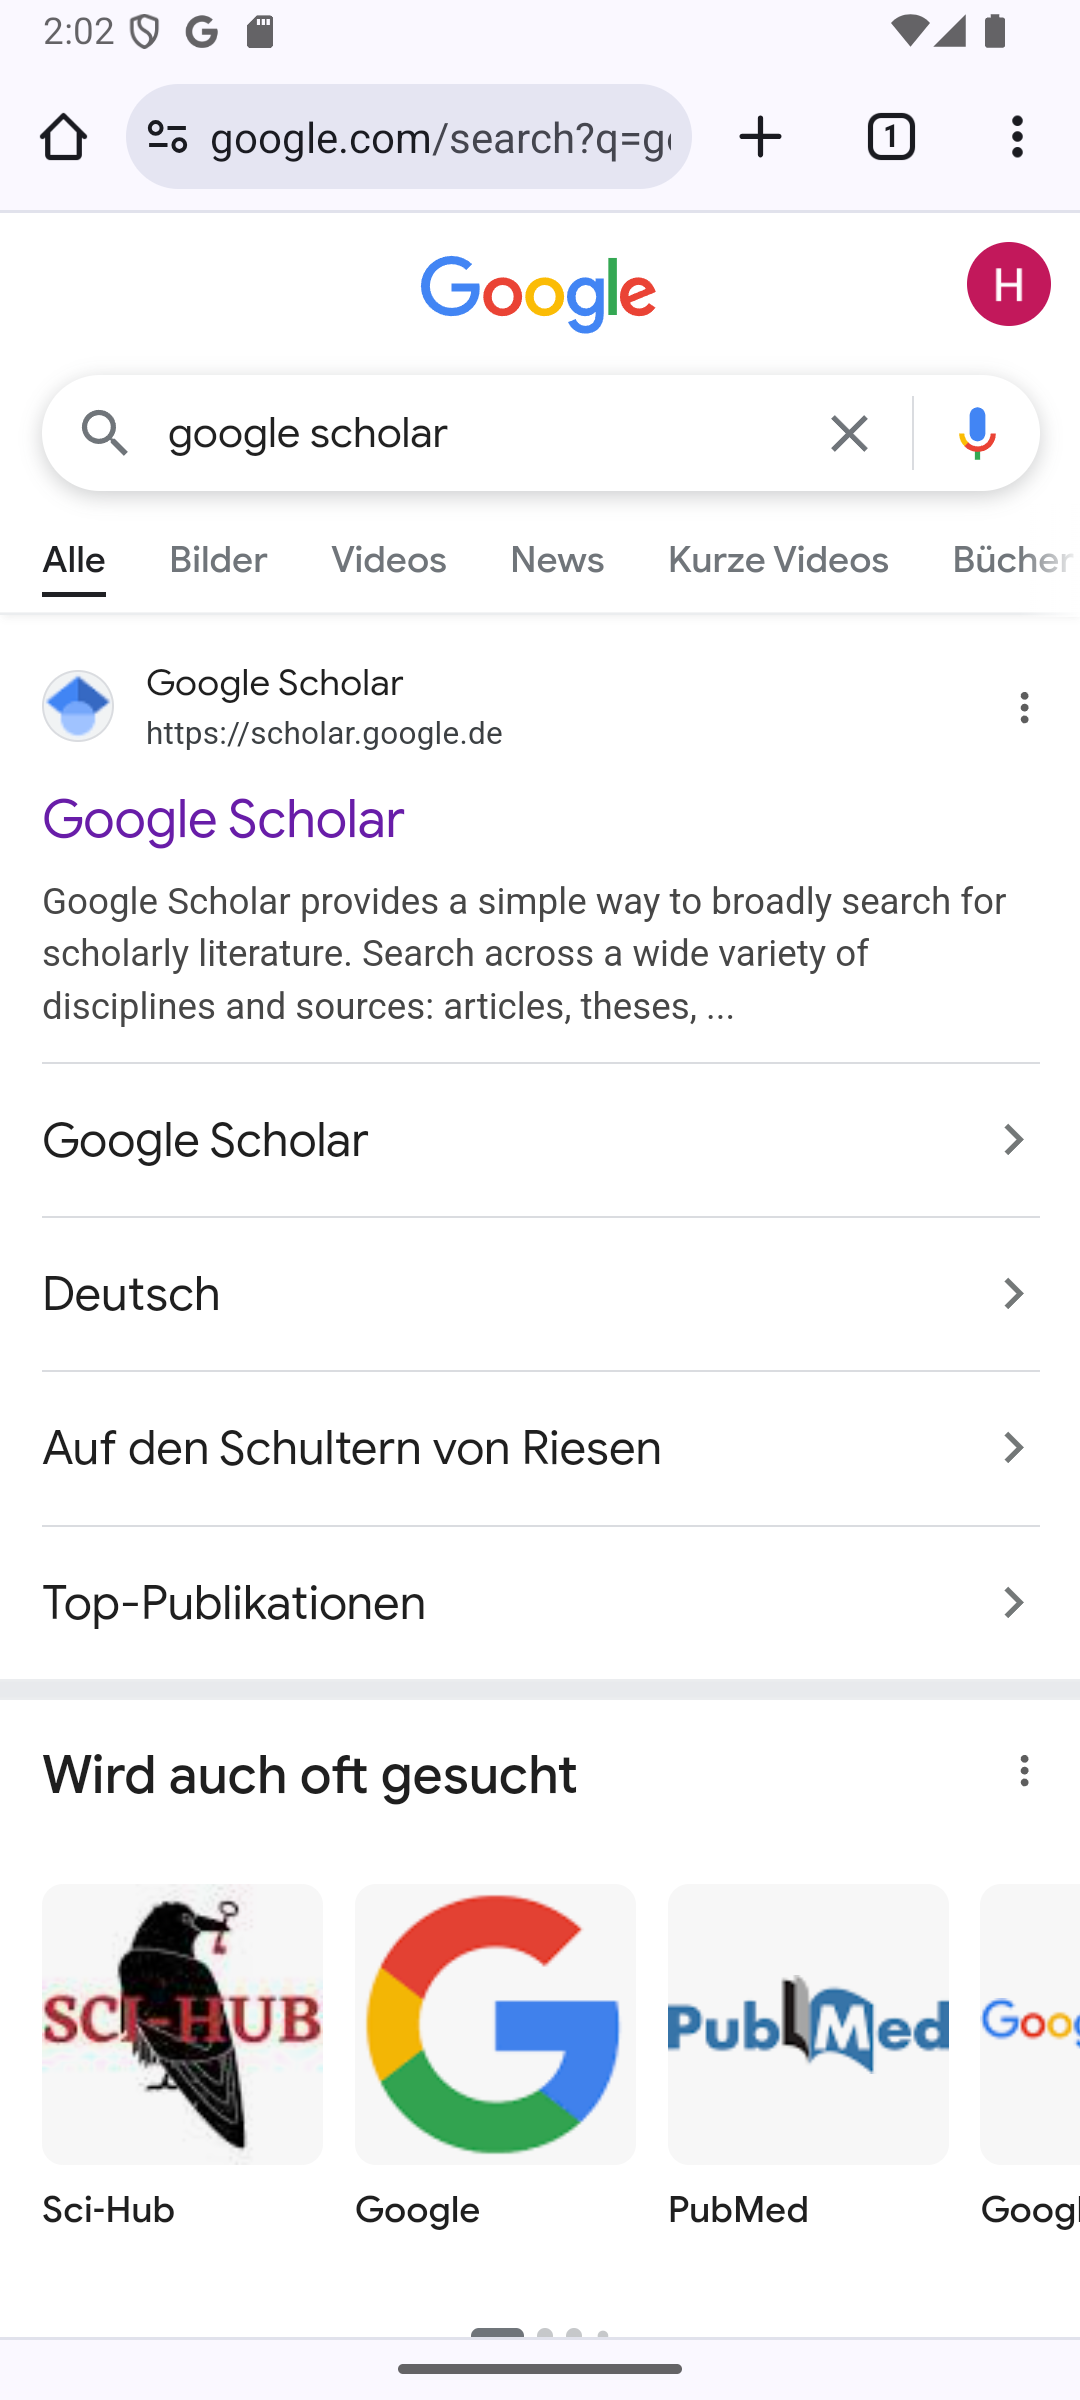 2:02
google.com/search?q=g
1
Google
H
google scholar
Alle Bilder Videos News Kurze Videos Bücher
Google Scholar
https://scholar.google.de
Google Scholar
Google Scholar provides a simple way to broadly search for
scholarly literature. Search across a wide variety of
disciplines and sources: articles, theses, ...
Google Scholar
Deutsch
Auf den Schultern von Riesen
Top-Publikationen
Wird auch oft gesucht
SCI-HUB
G
PubMed
Goog
Sci-Hub
Google
PubMed
Googl